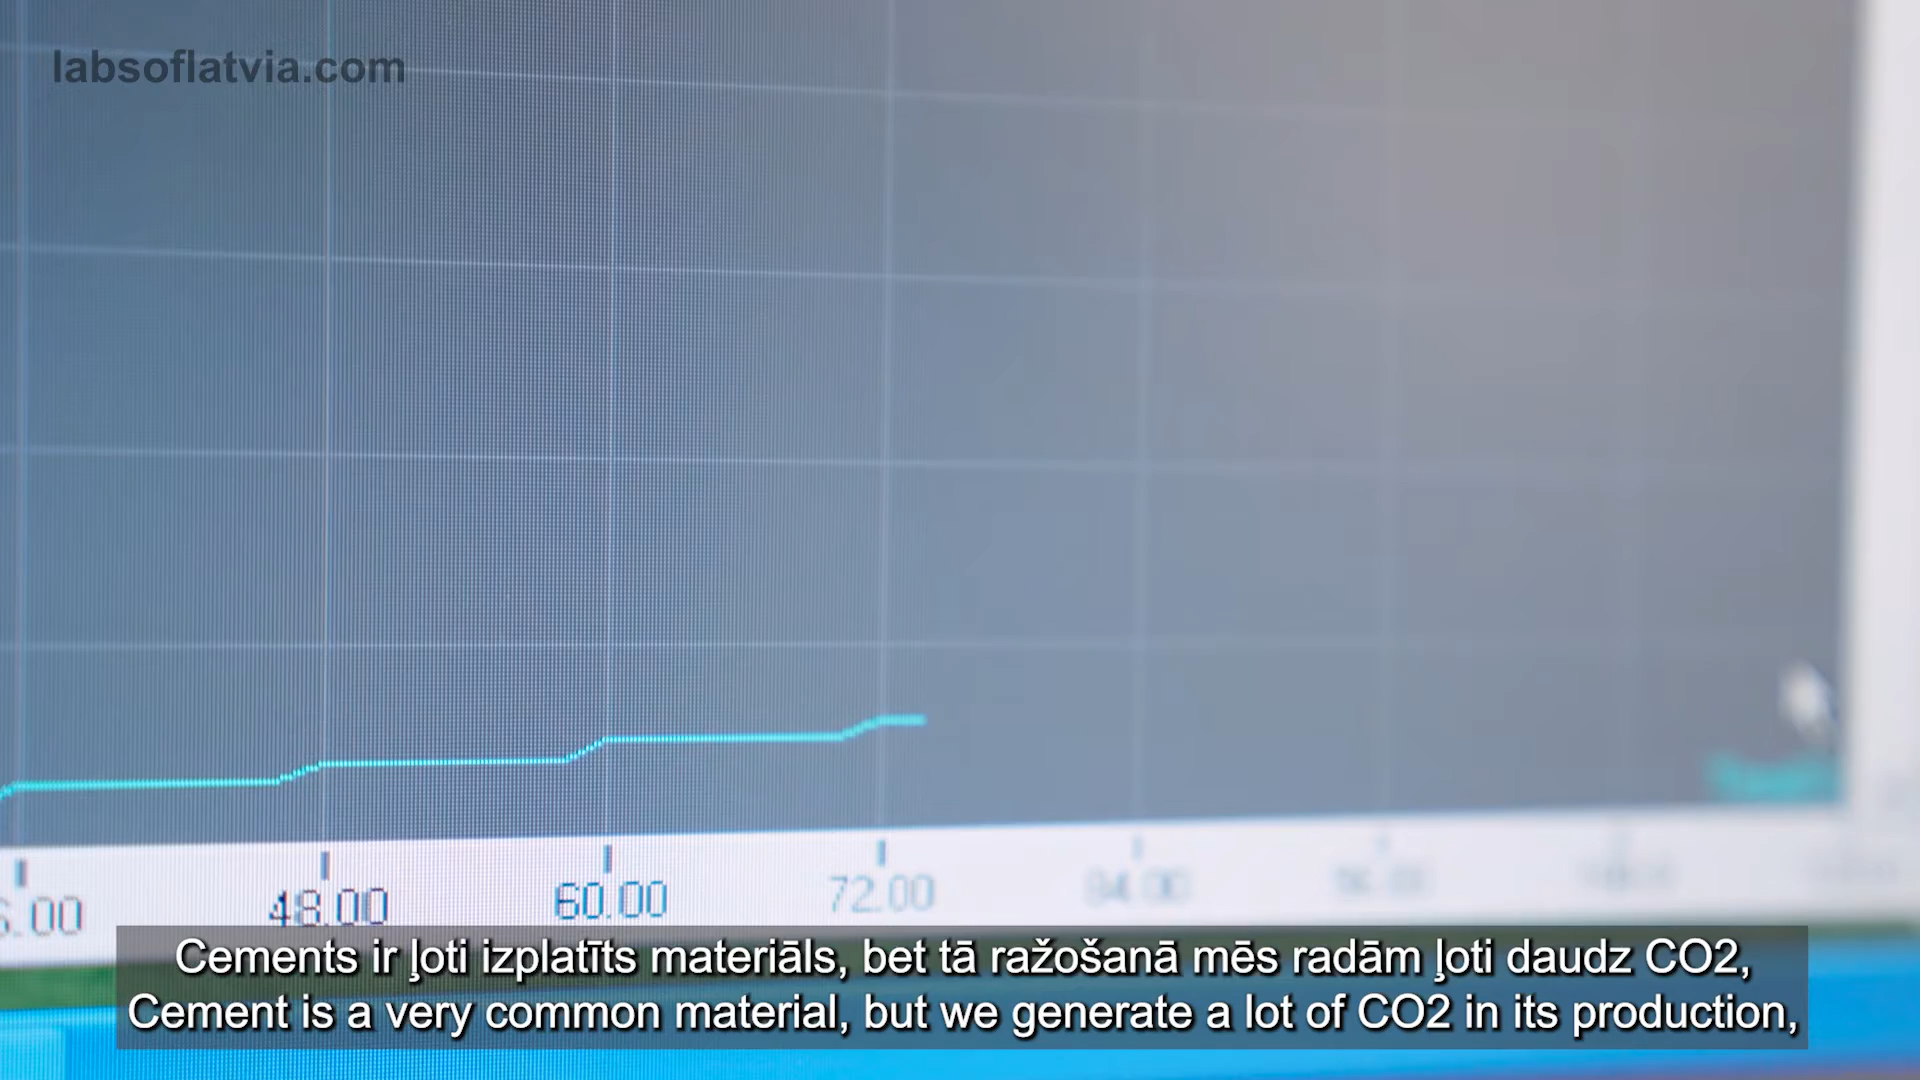 labsoflatvia.com
48.00
60.00
72.00
Cements ir ļoti izplatīts materiāls, bet tā ražošanā mēs radām ļoti daudz CO2,
Cement is a very common material, but we generate a lot of CO2 in its production,